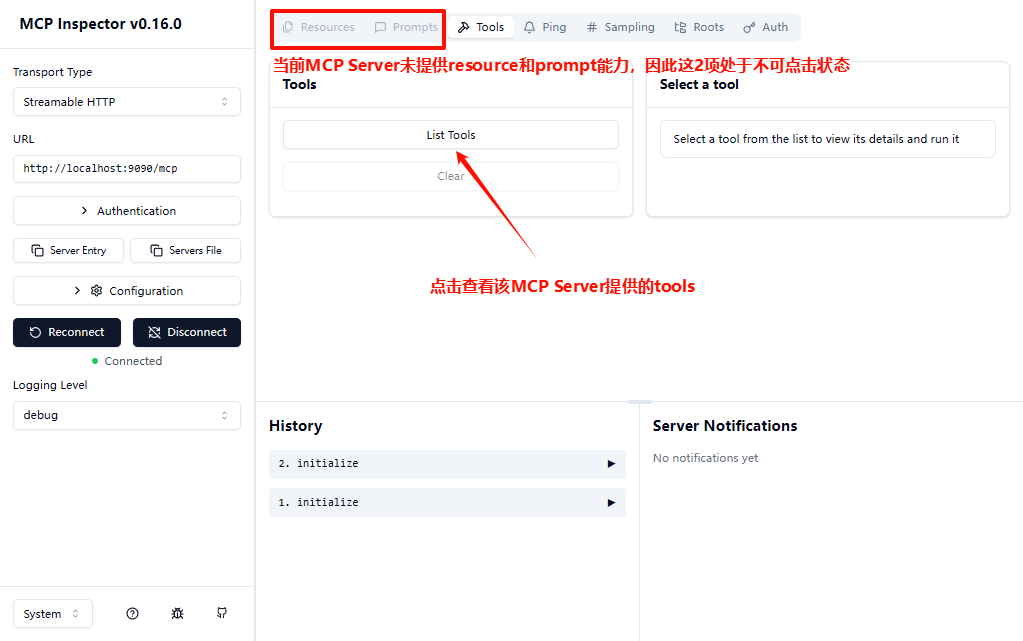 MCP Inspector v0.16.0
Transport Type
Streamable HTTP
URL
http://localhost:9090/mcp
Authentication
Server Entry
Servers File
Configuration
Reconnect
Disconnect
Connected
Logging Level
debug
System
Resources
Prompts
Tools
Ping
Sampling
Roots
Auth
当前MCP Server未提供resource和prompt能力，因此这2项处于不可点击状态
Tools
List Tools
Clear
Select a tool
Select a tool from the list to view its details and run it
点击查看该MCP Server提供的tools
History
2. initialize
1. initialize
Server Notifications
No notifications yet